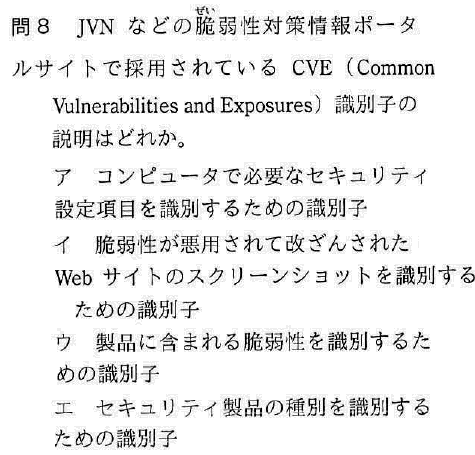 問8 JVN などの脆弱性対策情報ポータ
ルサイトで採用されている CVE（Common
Vulnerabilities and Exposures）識別子の
説明はどれか。
ア コンピュータで必要なセキュリティ
設定項目を識別するための識別子
イ 脆弱性が悪用されて改ざんされた
Web サイトのスクリーンショットを識別する
ための識別子
ウ 製品に含まれる脆弱性を識別するた
めの識別子
エ セキュリティ製品の種別を識別する
ための識別子